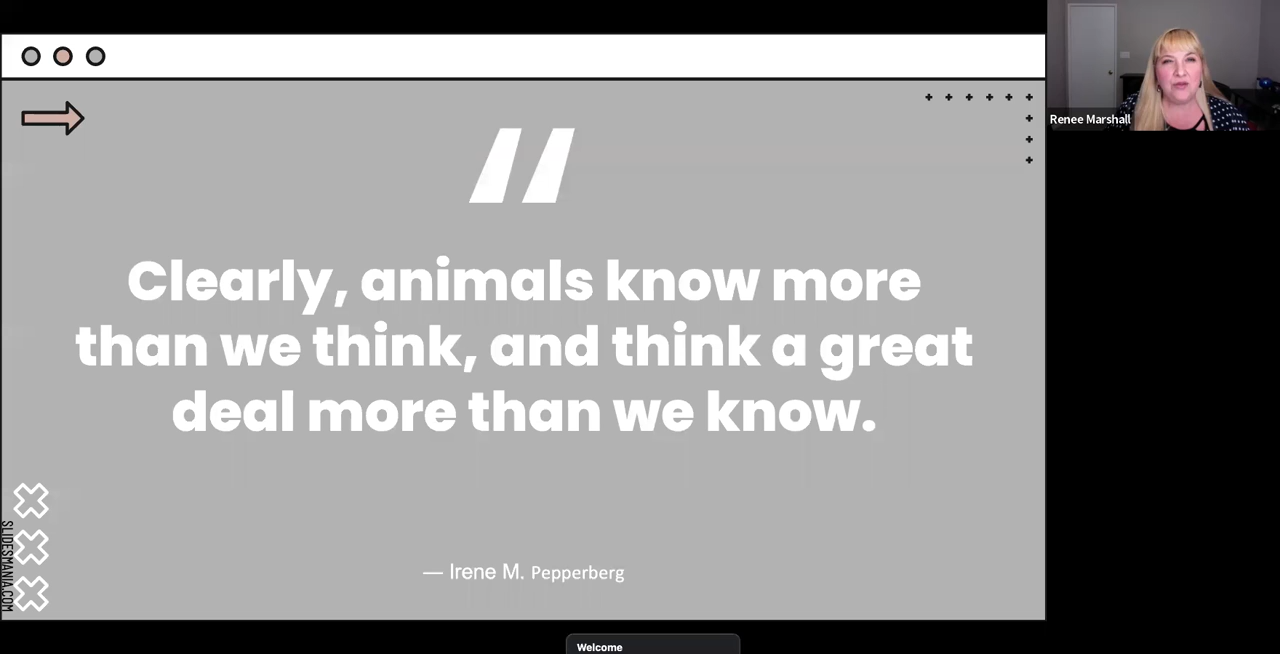 Renee Marshall
Clearly, animals know more
than we think, and think a great
deal more than we know.
— Irene M. Pepperberg
SLIDESMANIA.COM
Welcome